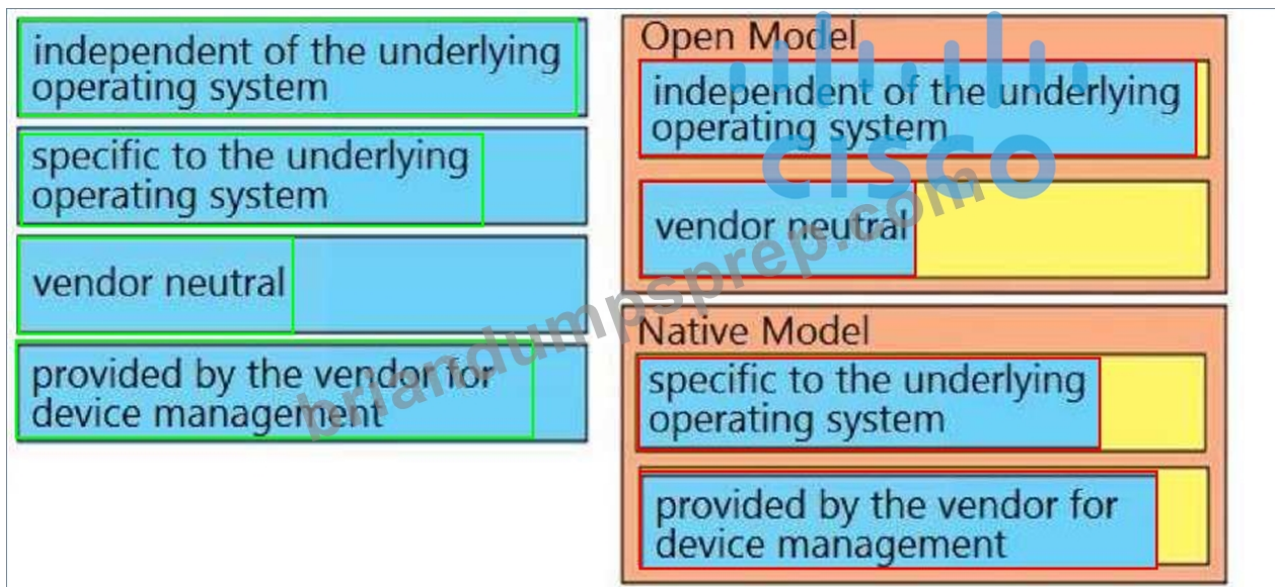 independent of the underlying
operating system
specific to the underlying
operating system
vendor neutral
provided by the vendor for
device management
Open Model
independent of the underlying
operating system
vendor neutral
Native Model
specific to the underlying
operating system
provided by the vendor for
device management
CISCO
briandumpsprep.com